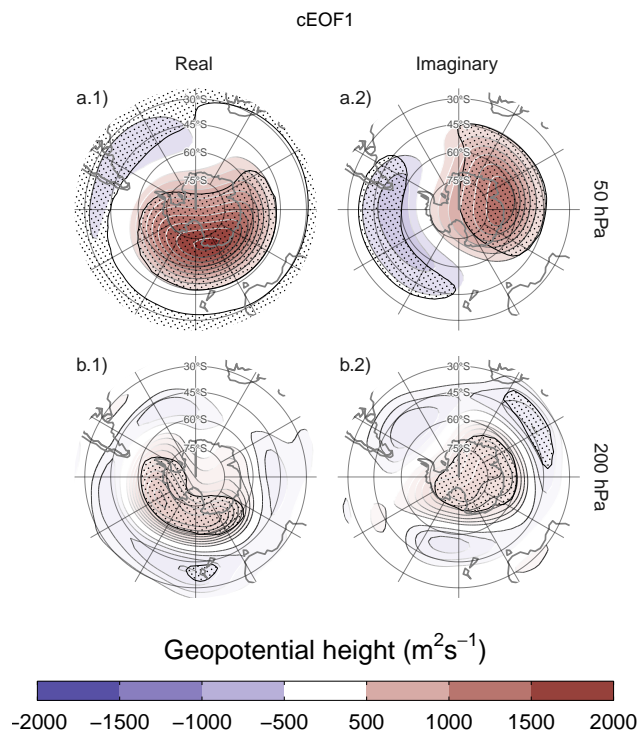 cEOF1
Real Imaginary
a.1) a.2)
30°S 30°S
45°S 45°S
60°S 60°S
75°S 75°S
50 hPa
b.1) b.2)
30°S 30°S
45°S 45°S
60°S 60°S
75°S 75°S
200 hPa
Geopotential height (m²s⁻¹)
−2000 −1500 −1000 −500 500 1000 1500 2000